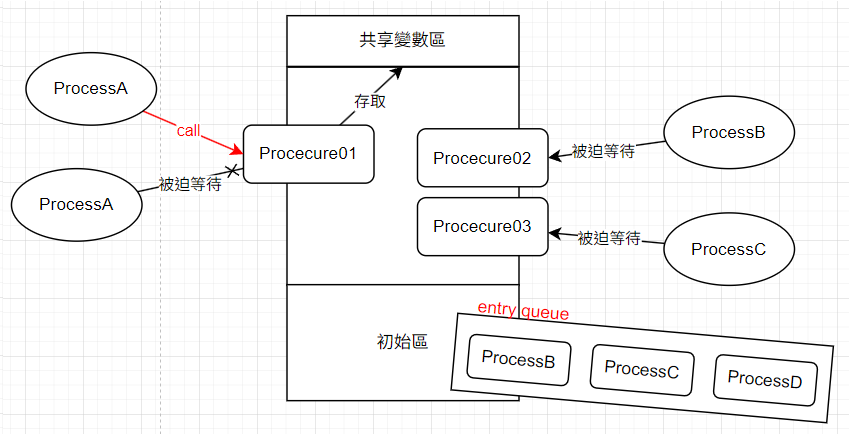 共享變數區
ProcessA
存取
call
Procecure01
ProcessB
Procecure02
被迫等待
被迫等待
ProcessA
Procecure03
被迫等待
ProcessC
entry queue
初始區
ProcessB
ProcessC
ProcessD